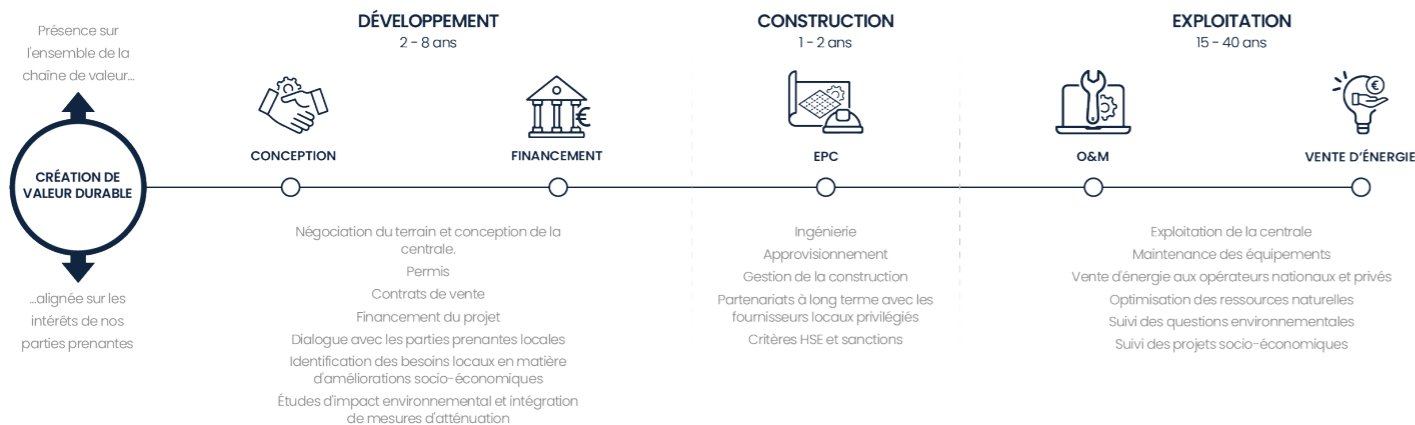 Présence sur
l'ensemble de la
chaîne de valeur...
CRÉATION DE
VALEUR DURABLE
...alignée sur les
intérêts de nos
parties prenantes
DÉVELOPPEMENT
2 - 8 ans
CONCEPTION
FINANCEMENT
Négociation du terrain et conception de la
centrale.
Permis
Contrats de vente
Financement du projet
Dialogue avec les parties prenantes locales
Identification des besoins locaux en matière
d'améliorations socio-économiques
Études d'impact environnemental et intégration
de mesures d'atténuation
CONSTRUCTION
1 - 2 ans
EPC
Ingénierie
Approvisionnement
Gestion de la construction
Partenariats à long terme avec les
fournisseurs locaux privilégiés
Critères HSE et sanctions
EXPLOITATION
15 - 40 ans
O&M
VENTE D'ÉNERGIE
Exploitation de la centrale
Maintenance des équipements
Vente d'énergie aux opérateurs nationaux et privés
Optimisation des ressources naturelles
Suivi des questions environnementales
Suivi des projets socio-économiques